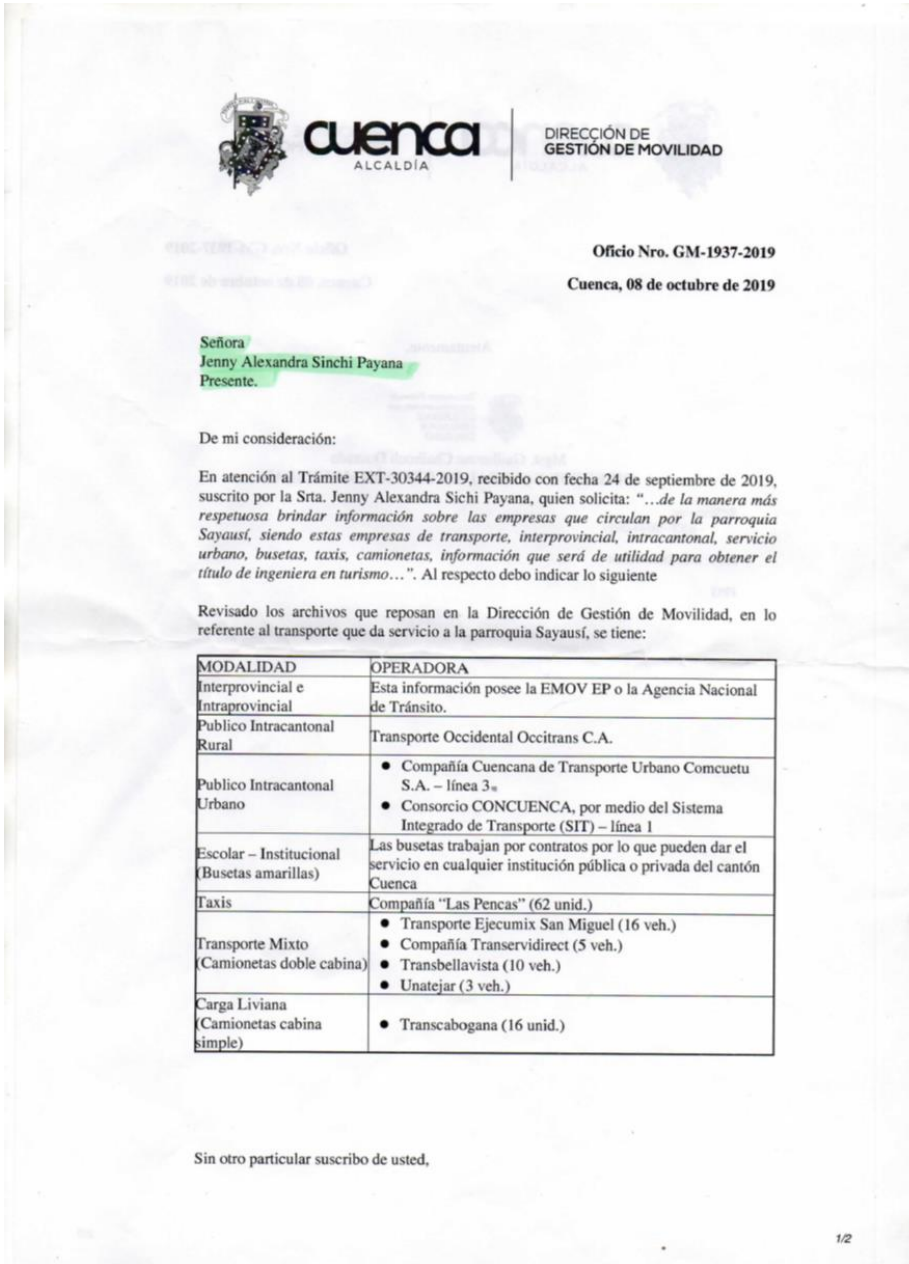 cuenca
ALCALDÍA
DIRECCIÓN DE
GESTIÓN DE MOVILIDAD
Oficio Nro. GM-1937-2019
Cuenca, 08 de octubre de 2019
Señora
Jenny Alexandra Sinchi Payana
Presente.
De mi consideración:
En atención al Trámite EXT-30344-2019, recibido con fecha 24 de septiembre de 2019,
suscrito por la Srta. Jenny Alexandra Sichi Payana, quien solicita: “…de la manera más
respetuosa brindar información sobre las empresas que circulan por la parroquia
Sayausí, siendo estas empresas de transporte, interprovincial, intracantonal, servicio
urbano, busetas, taxis, camionetas, información que será de utilidad para obtener el
título de ingeniera en turismo…”. Al respecto debo indicar lo siguiente
Revisado los archivos que reposan en la Dirección de Gestión de Movilidad, en lo
referente al transporte que da servicio a la parroquia Sayausí, se tiene:
MODALIDAD OPERADORA
Interprovincial e
Intraprovincial
Esta información posee la EMOV EP o la Agencia Nacional
de Tránsito.
Publico Intracantonal
Rural
Transporte Occidental Occitrans C.A.
Publico Intracantonal
Urbano
● Compañía Cuencana de Transporte Urbano Comcuetu
S.A. – línea 3
● Consorcio CONCUENCA, por medio del Sistema
Integrado de Transporte (SIT) – línea 1
Escolar – Institucional
(Busetas amarillas)
Las busetas trabajan por contratos por lo que pueden dar el
servicio en cualquier institución pública o privada del cantón
Cuenca
Taxis Compañía “Las Pencas” (62 unid.)
Transporte Mixto
(Camionetas doble cabina)
● Transporte Ejecumix San Miguel (16 veh.)
● Compañía Transervidirect (5 veh.)
● Transbellavista (10 veh.)
● Unatejar (3 veh.)
Carga Liviana
(Camionetas cabina
simple)
● Transcabogana (16 unid.)
Sin otro particular suscribo de usted,
1/2